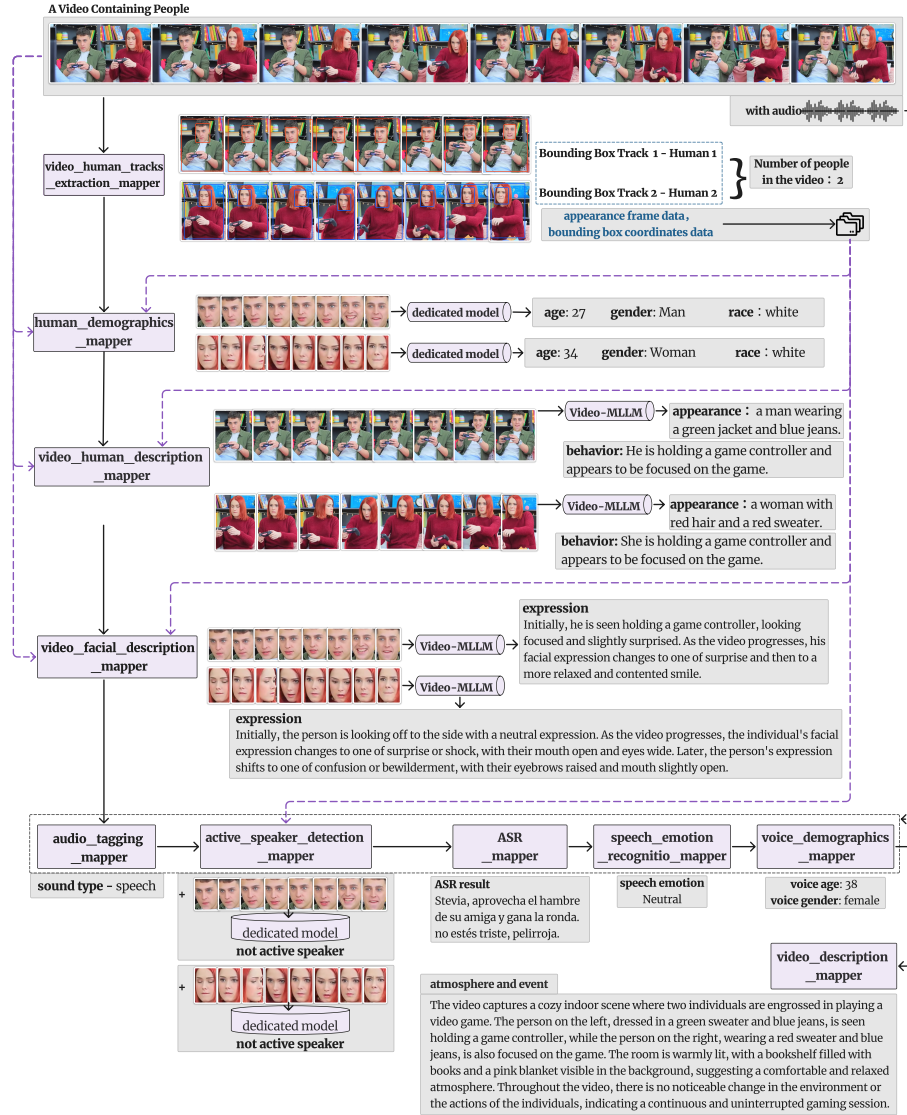 A Video Containing People
with audio
video_human_tracks
_extraction_mapper
Bounding Box Track 1 - Human 1
Bounding Box Track 2 - Human 2
}
Number of people
in the video: 2
appearance frame data,
bounding box coordinates data
human_demographics
_mapper
dedicated model
age: 27 gender: Man race: white
dedicated model
age: 34 gender: Woman race: white
video_human_description
_mapper
Video-MLLM
appearance: a man wearing
a green jacket and blue jeans.
behavior: He is holding a game controller and
appears to be focused on the game.
Video-MLLM
appearance: a woman with
red hair and a red sweater.
behavior: She is holding a game controller and
appears to be focused on the game.
video_facial_description
_mapper
Video-MLLM
expression
Initially, he is seen holding a game controller, looking
focused and slightly surprised. As the video progresses, his
facial expression changes to one of surprise and then to a
more relaxed and contented smile.
Video-MLLM
expression
Initially, the person is looking off to the side with a neutral expression. As the video progresses, the individual's facial
expression changes to one of surprise or shock, with their mouth open and eyes wide. Later, the person's expression
shifts to one of confusion or bewilderment, with their eyebrows raised and mouth slightly open.
audio_tagging
_mapper
sound type - speech
active_speaker_detection
_mapper
+
dedicated model
not active speaker
+
dedicated model
not active speaker
ASR
_mapper
ASR result
Stevia, aprovecha el hambre
de su amiga y gana la ronda.
no estés triste, pelirroja.
speech_emotion
_recognitio_mapper
speech emotion
Neutral
voice_demographics
_mapper
voice age: 38
voice gender: female
video_description
_mapper
atmosphere and event
The video captures a cozy indoor scene where two individuals are engrossed in playing a
video game. The person on the left, dressed in a green sweater and blue jeans, is seen
holding a game controller, while the person on the right, wearing a red sweater and blue
jeans, is also focused on the game. The room is warmly lit, with a bookshelf filled with
books and a pink blanket visible in the background, suggesting a comfortable and relaxed
atmosphere. Throughout the video, there is no noticeable change in the environment or
the actions of the individuals, indicating a continuous and uninterrupted gaming session.